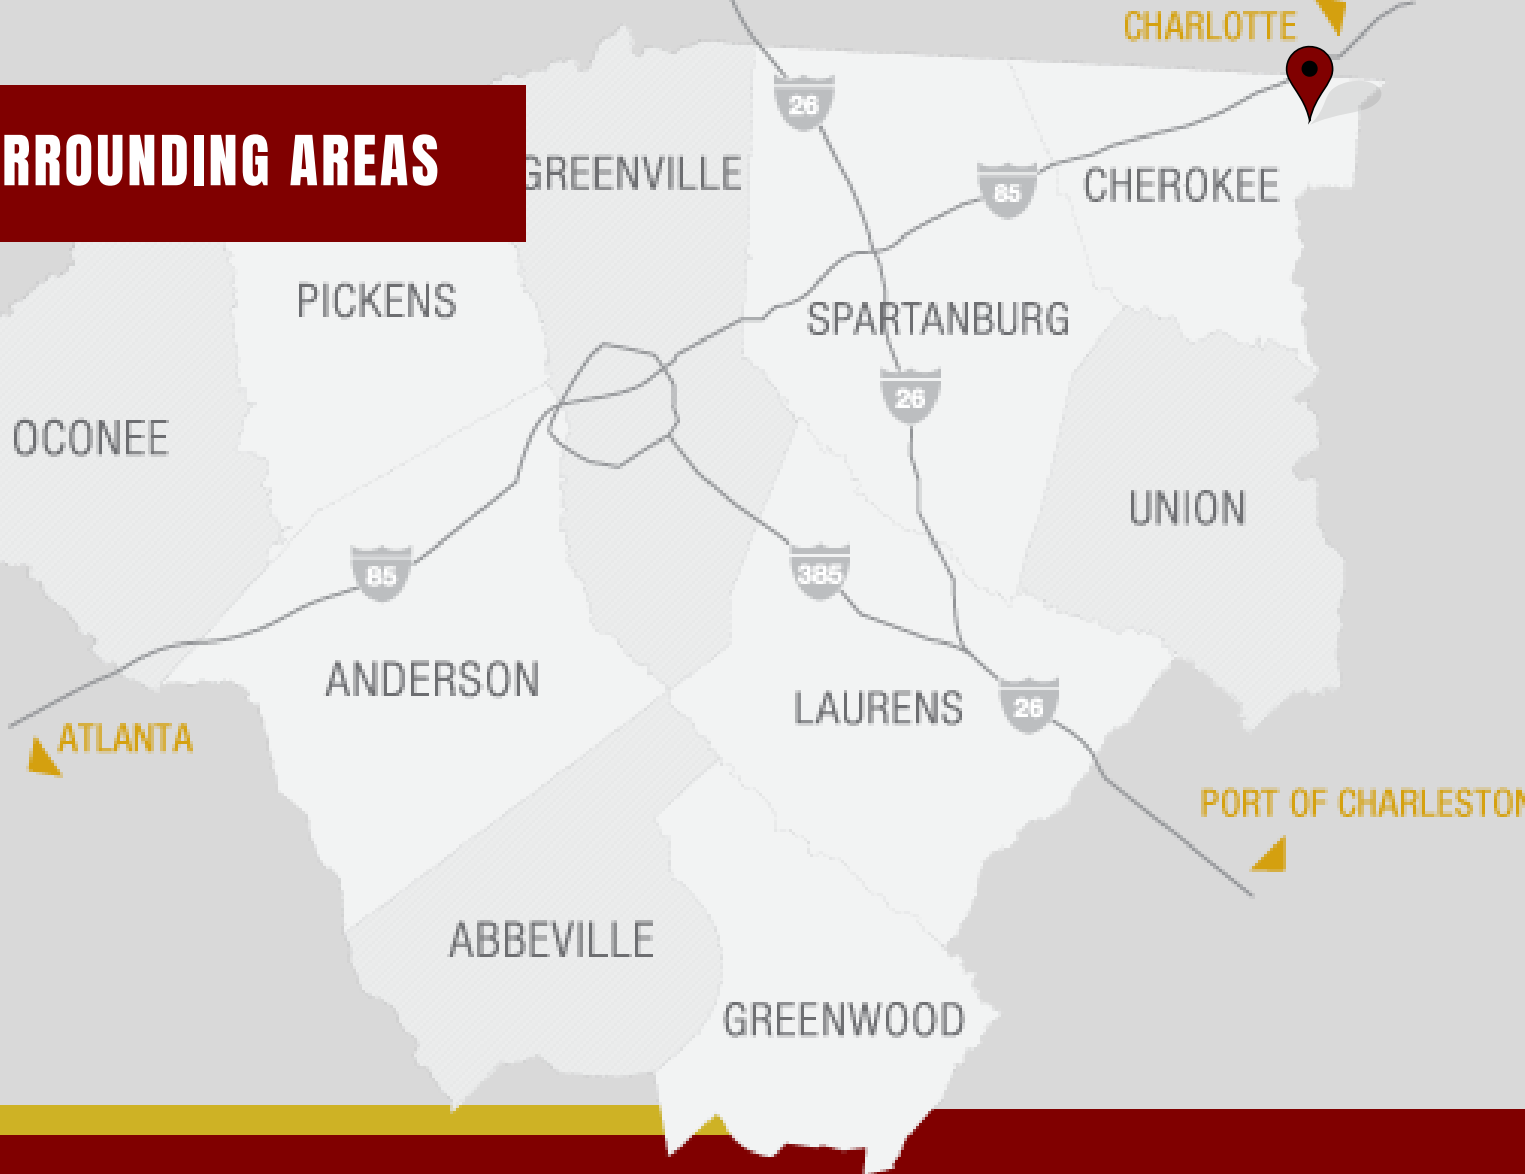 CHARLOTTE
26
RROUNDING AREAS
GREENVILLE
85
CHEROKEE
PICKENS
SPARTANBURG
26
OCONEE
UNION
85
385
ANDERSON
LAURENS
26
ATLANTA
PORT OF CHARLESTON
ABBEVILLE
GREENWOOD